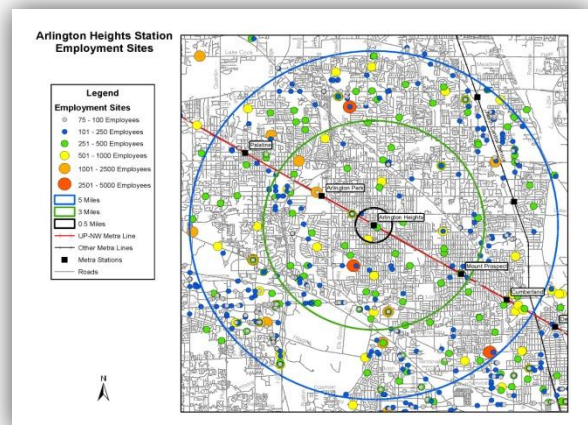 Arlington Heights Station
Employment Sites
Legend
Employment Sites
75 - 100 Employees
101 - 250 Employees
251 - 500 Employees
501 - 1000 Employees
1001 - 2500 Employees
2501 - 5000 Employees
5 Miles
3 Miles
0.5 Miles
UP-NW Metra Line
Other Metra Lines
Metra Stations
Roads
N
Palatine
Arlington Park
Arlington Heights
Mount Prospect
Cumberland